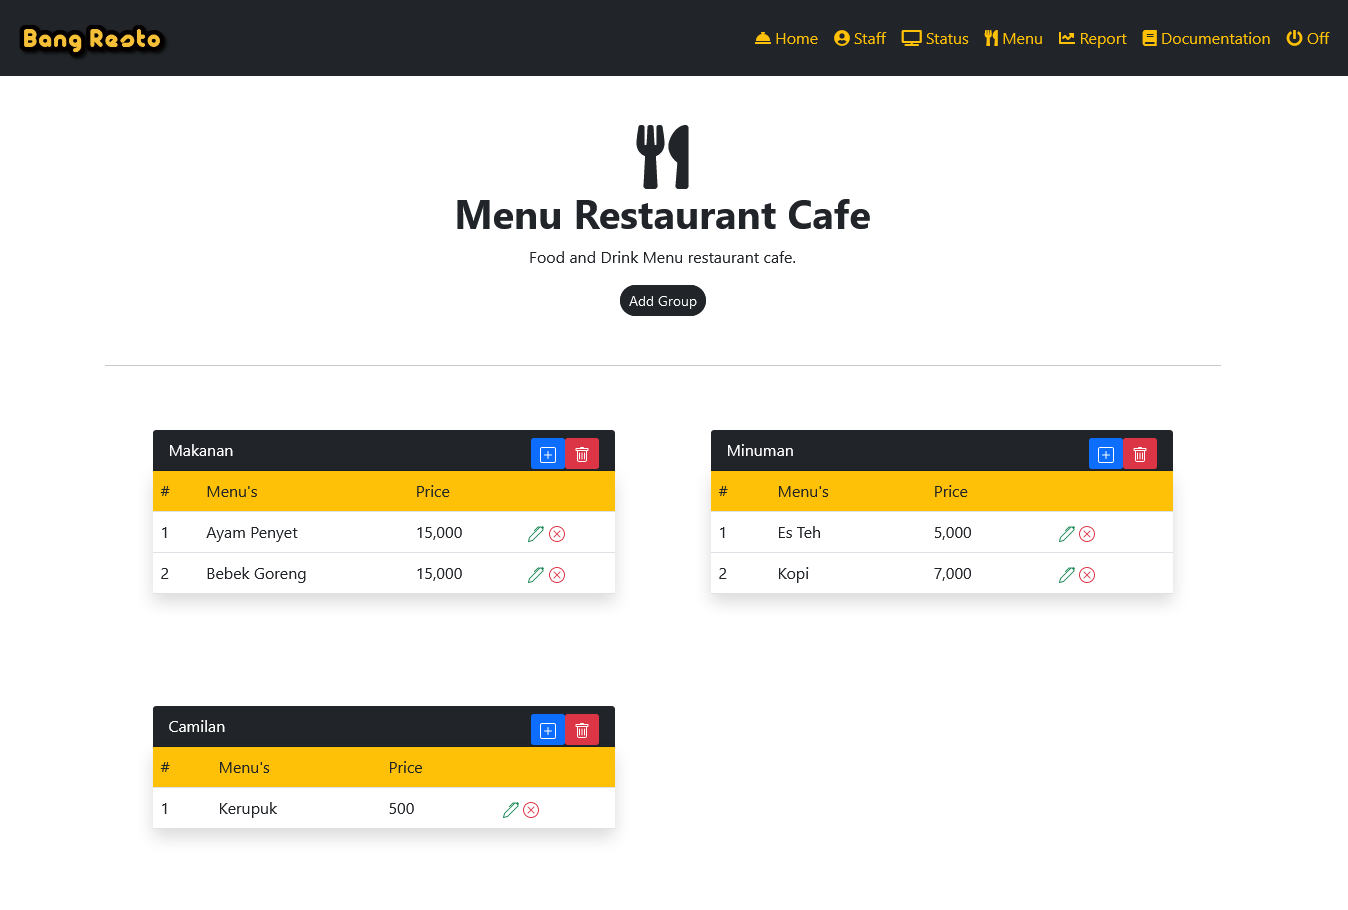 Bang Resto
Home Staff Status Menu Report Documentation Off
Menu Restaurant Cafe
Food and Drink Menu restaurant cafe.
Add Group
Makanan
# Menu's Price
1 Ayam Penyet 15,000
2 Bebek Goreng 15,000
Minuman
# Menu's Price
1 Es Teh 5,000
2 Kopi 7,000
Camilan
# Menu's Price
1 Kerupuk 500